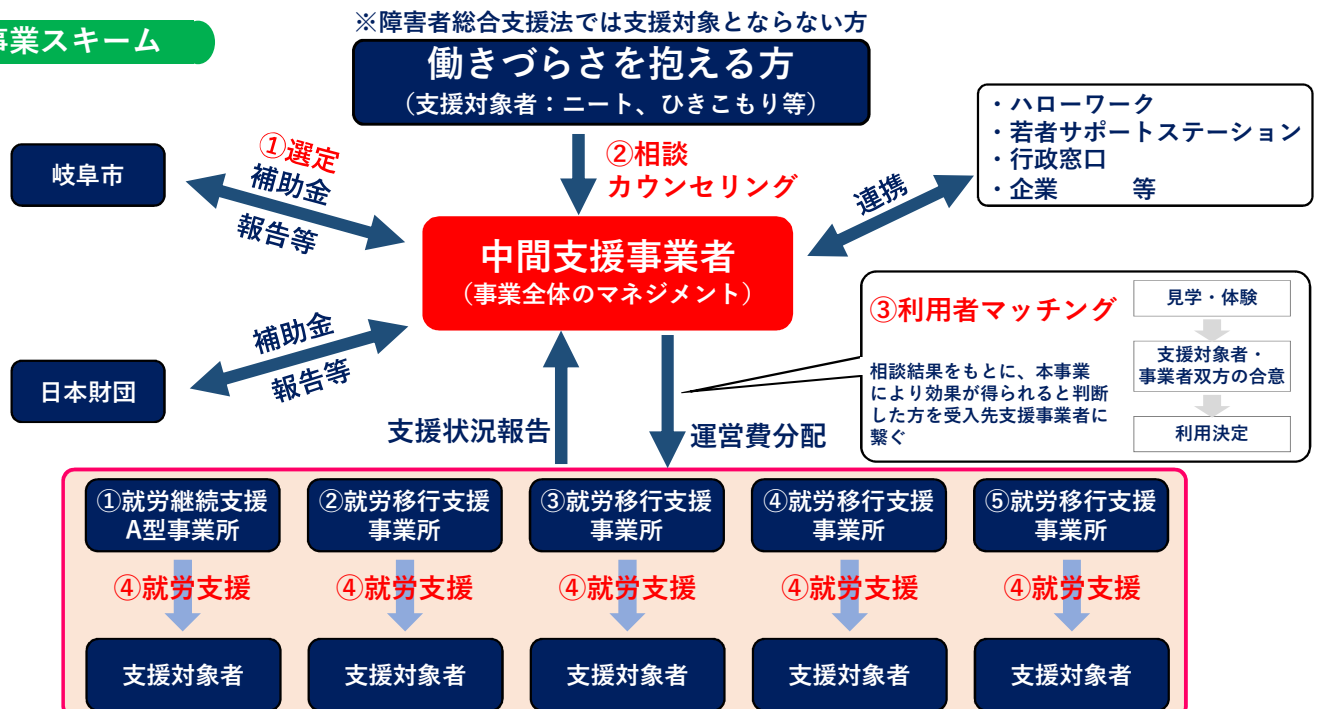 事業スキーム
※障害者総合支援法では支援対象とならない方
働きづらさを抱える方
（支援対象者：ニート、ひきこもり等）
岐阜市
①選定
補助金
報告等
②相談
カウンセリング
連携
・ハローワーク
・若者サポートステーション
・行政窓口
・企業　　　等
中間支援事業者
（事業全体のマネジメント）
日本財団
補助金
報告等
③利用者マッチング
相談結果をもとに、本事業
により効果が得られると判断
した方を受入先支援事業者に
繋ぐ
見学・体験
支援対象者・
事業者双方の合意
利用決定
支援状況報告
運営費分配
①就労継続支援
A型事業所
②就労移行支援
事業所
③就労移行支援
事業所
④就労移行支援
事業所
⑤就労移行支援
事業所
④就労支援
④就労支援
④就労支援
④就労支援
④就労支援
支援対象者
支援対象者
支援対象者
支援対象者
支援対象者